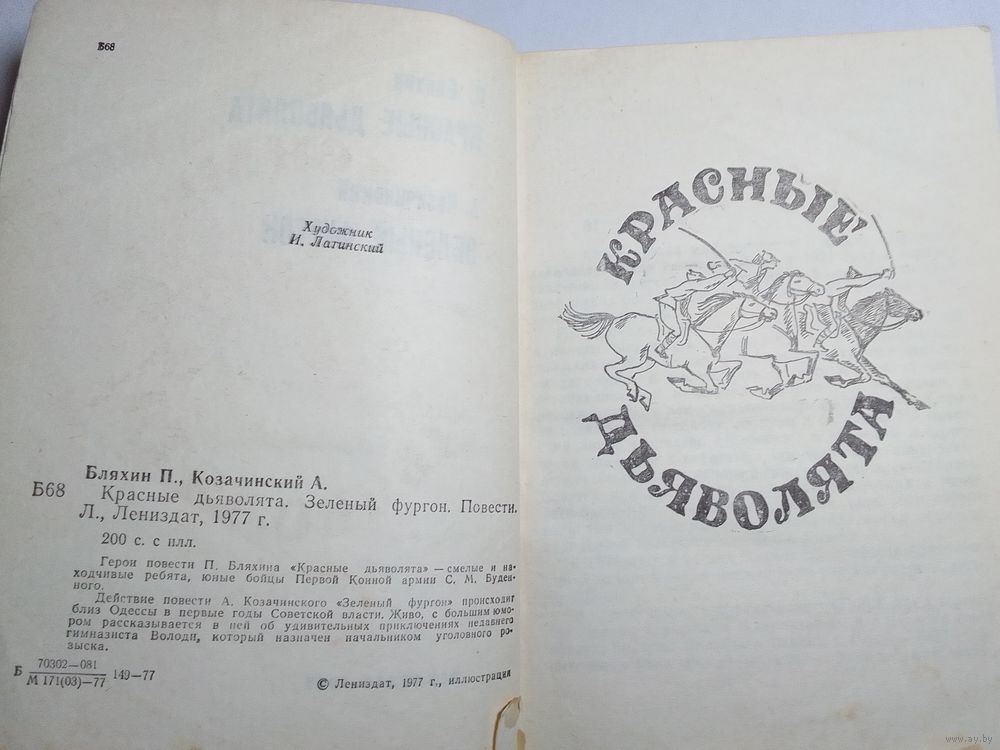 Б68
Художник
И. Латинский
Бляхин П., Козачинский А.
Б68
Красные дьяволята. Зеленый фургон. Повести.
Л., Лениздат, 1977 г.
200 с. с илл.
Герои повести П. Бляхина «Красные дьяволята» — смелые и на-
ходчивые ребята, юные бойцы Первой Конной армии С. М. Буден-
ного.
Действие повести А. Козачинского «Зеленый фургон» происходит
близ Одессы в первые годы Советской власти. Живо, с большим юмо-
ром рассказывается в ней об удивительных приключениях недавнего
гимназиста Володи, который назначен начальником уголовного ро-
зыска.
Б 70302—081
М 171(03)—77 149—77
© Лениздат, 1977 г., иллюстрации
КРАСНЫЕ
ДЬЯВОЛЯТА
www.ay.by